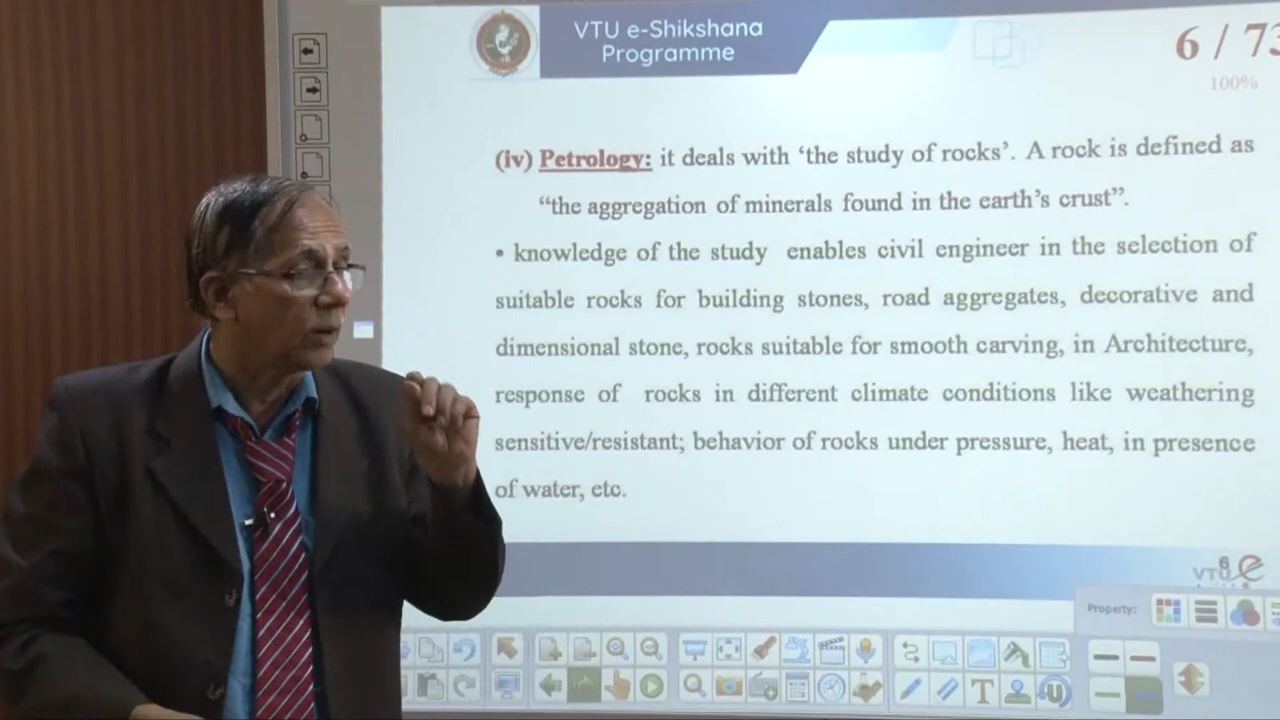 VTU e-Shikshana
Programme
6 / 73
100%
(iv) Petrology: it deals with ‘the study of rocks’. A rock is defined as
“the aggregation of minerals found in the earth’s crust”.
• knowledge of the study enables civil engineer in the selection of
suitable rocks for building stones, road aggregates, decorative and
dimensional stone, rocks suitable for smooth carving, in Architecture,
response of rocks in different climate conditions like weathering
sensitive/resistant; behavior of rocks under pressure, heat, in presence
of water, etc.
6
VTU e
Property: